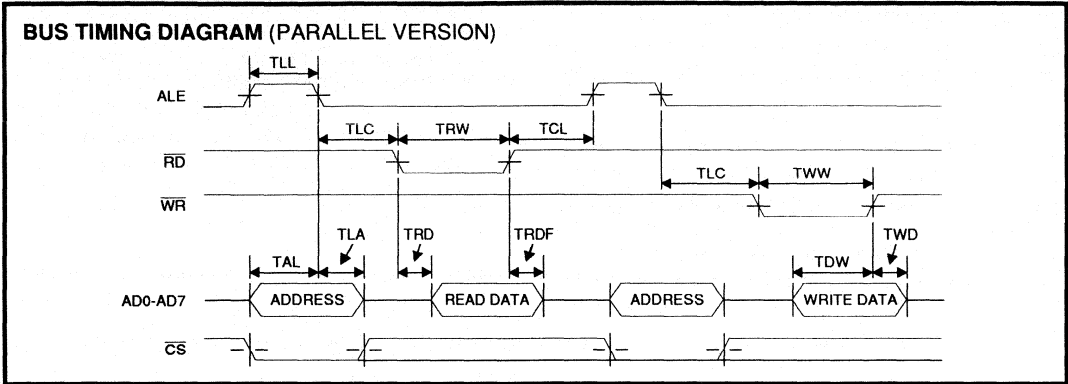 BUS TIMING DIAGRAM (PARALLEL VERSION)
TLL
ALE
TLC TRW TCL
RD
TLC TWW
WR
TLA TRD TRDF TWD
TAL TDW
AD0-AD7 ADDRESS READ DATA ADDRESS WRITE DATA
CS